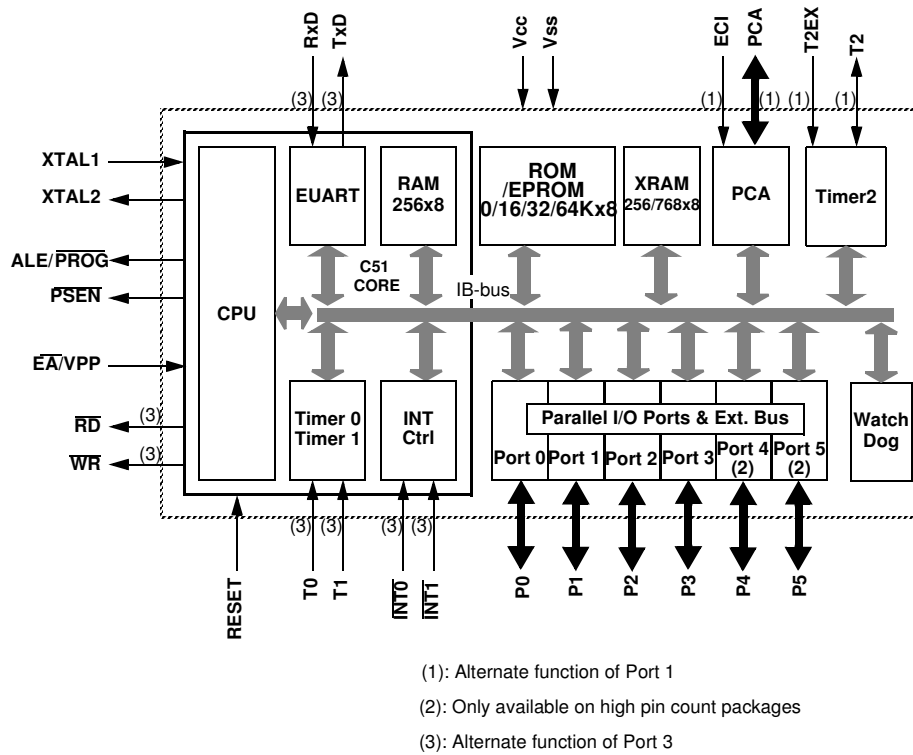 RxD
TxD
Vcc
Vss
ECI
PCA
T2EX
T2
(3)
(3)
(1)
(1)
(1)
(1)
XTAL1
XTAL2
ALE/PROG
PSEN
EA/VPP
RD
(3)
WR
(3)
CPU
EUART
RAM
256x8
C51
CORE
IB-bus
ROM
/EPROM
0/16/32/64Kx8
XRAM
256/768x8
PCA
Timer2
Timer 0
Timer 1
INT
Ctrl
Parallel I/O Ports & Ext. Bus
Port 0
Port 1
Port 2
Port 3
Port 4
(2)
Port 5
(2)
Watch
Dog
(3)
(3)
(3)
(3)
RESET
T0
T1
INT0
INT1
P0
P1
P2
P3
P4
P5
(1): Alternate function of Port 1
(2): Only available on high pin count packages
(3): Alternate function of Port 3